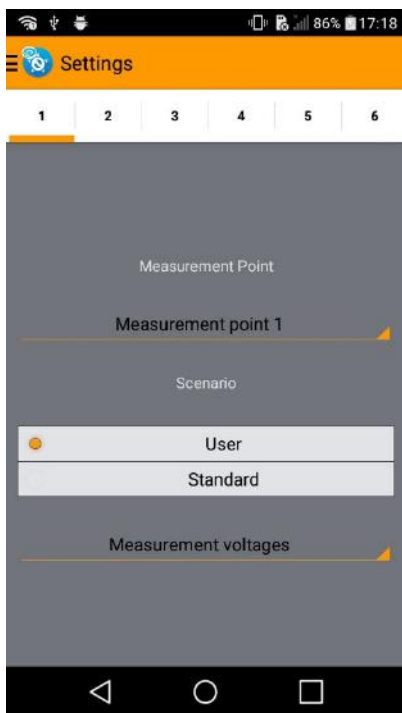 86% 17:18
Settings
1 2 3 4 5 6
Measurement Point
Measurement point 1
Scenario
User
Standard
Measurement voltages